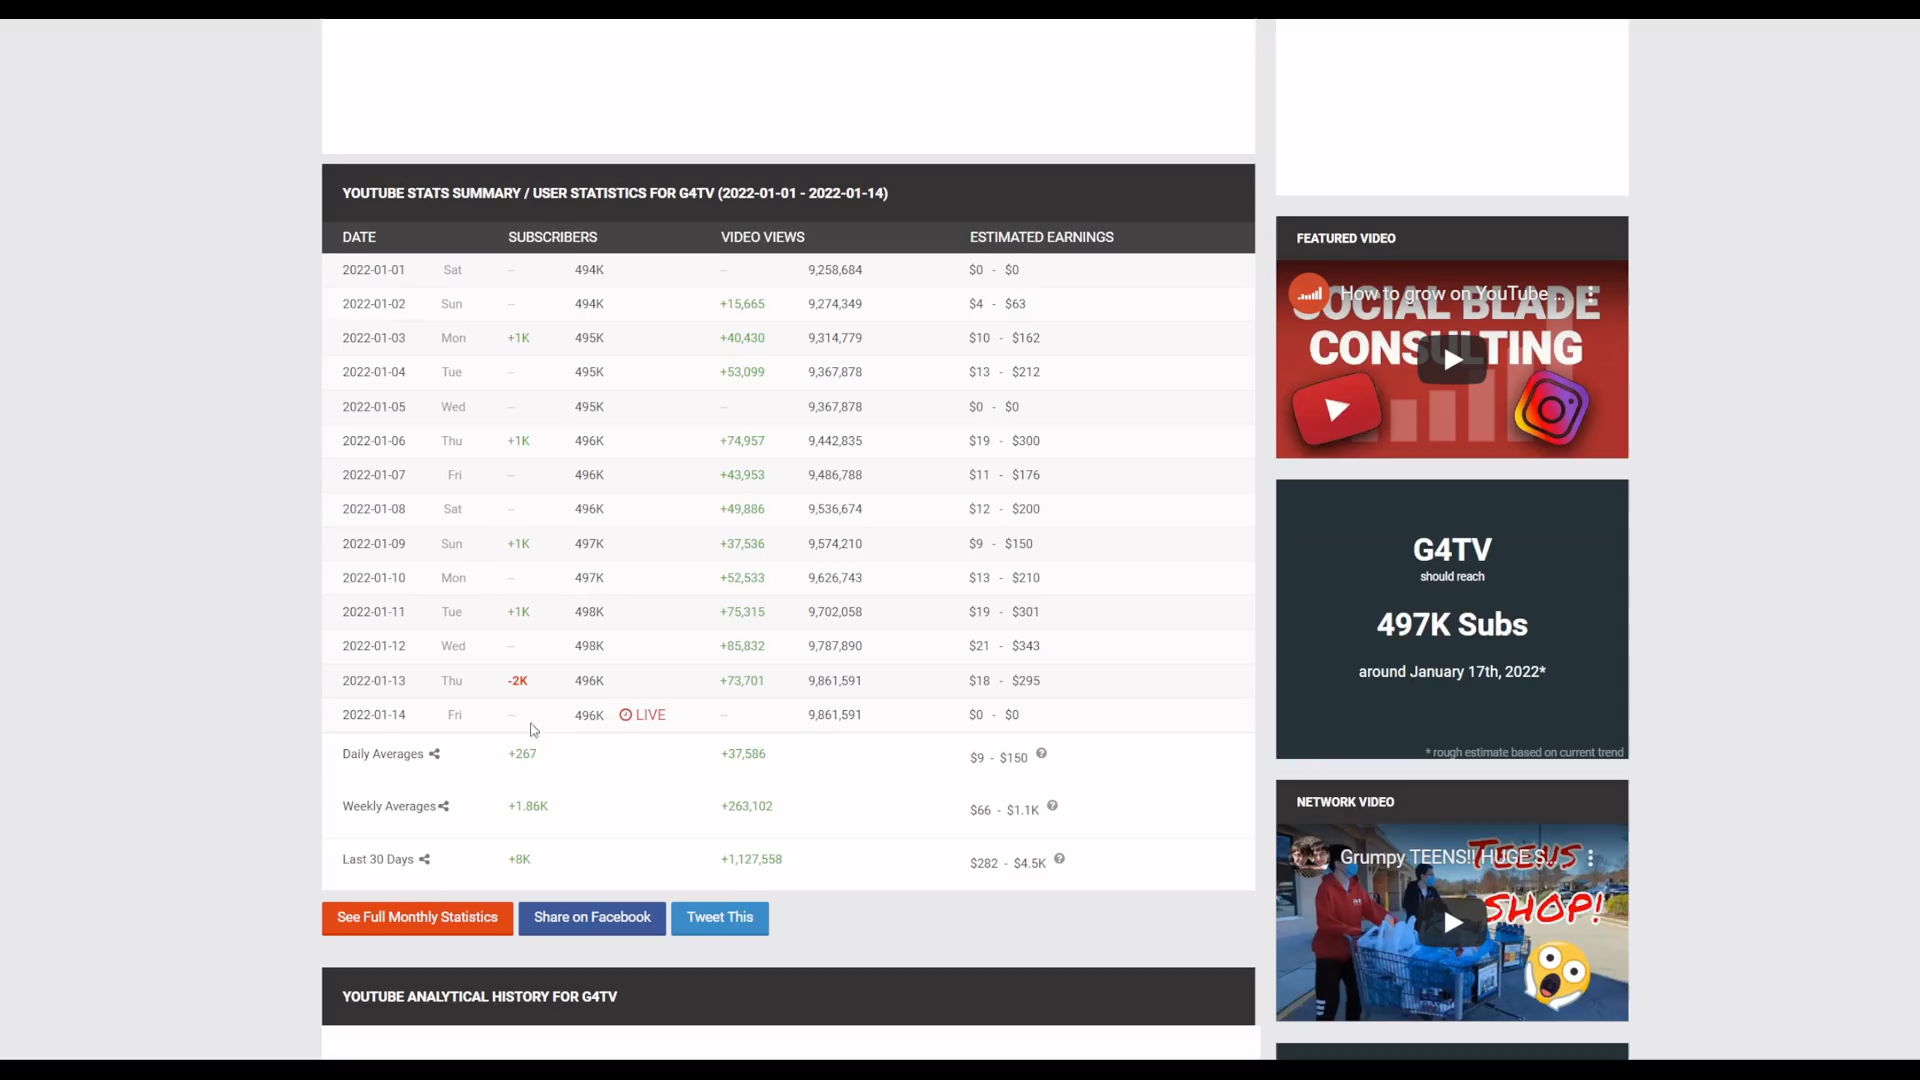 YOUTUBE STATS SUMMARY / USER STATISTICS FOR G4TV (2022-01-01 - 2022-01-14)
DATE SUBSCRIBERS VIDEO VIEWS ESTIMATED EARNINGS
2022-01-01 Sat -- 494K -- 9,258,684 $0 - $0
2022-01-02 Sun -- 494K +15,665 9,274,349 $4 - $63
2022-01-03 Mon +1K 495K +40,430 9,314,779 $10 - $162
2022-01-04 Tue -- 495K +53,099 9,367,878 $13 - $212
2022-01-05 Wed -- 495K -- 9,367,878 $0 - $0
2022-01-06 Thu +1K 496K +74,957 9,442,835 $19 - $300
2022-01-07 Fri -- 496K +43,953 9,486,788 $11 - $176
2022-01-08 Sat -- 496K +49,886 9,536,674 $12 - $200
2022-01-09 Sun +1K 497K +37,536 9,574,210 $9 - $150
2022-01-10 Mon -- 497K +52,533 9,626,743 $13 - $210
2022-01-11 Tue +1K 498K +75,315 9,702,058 $19 - $301
2022-01-12 Wed -- 498K +85,832 9,787,890 $21 - $343
2022-01-13 Thu -2K 496K +73,701 9,861,591 $18 - $295
2022-01-14 Fri -- 496K LIVE -- 9,861,591 $0 - $0
Daily Averages +267 +37,586 $9 - $150 ?
Weekly Averages +1.86K +263,102 $66 - $1.1K ?
Last 30 Days +8K +1,127,558 $282 - $4.5K ?
See Full Monthly Statistics Share on Facebook Tweet This
YOUTUBE ANALYTICAL HISTORY FOR G4TV
FEATURED VIDEO
How to grow on YouTube ...
SOCIAL BLADE
CONSULTING
G4TV
should reach
497K Subs
around January 17th, 2022*
* rough estimate based on current trend
NETWORK VIDEO
Grumpy TEENS!! HUGE S...
TEENS
SHOP!